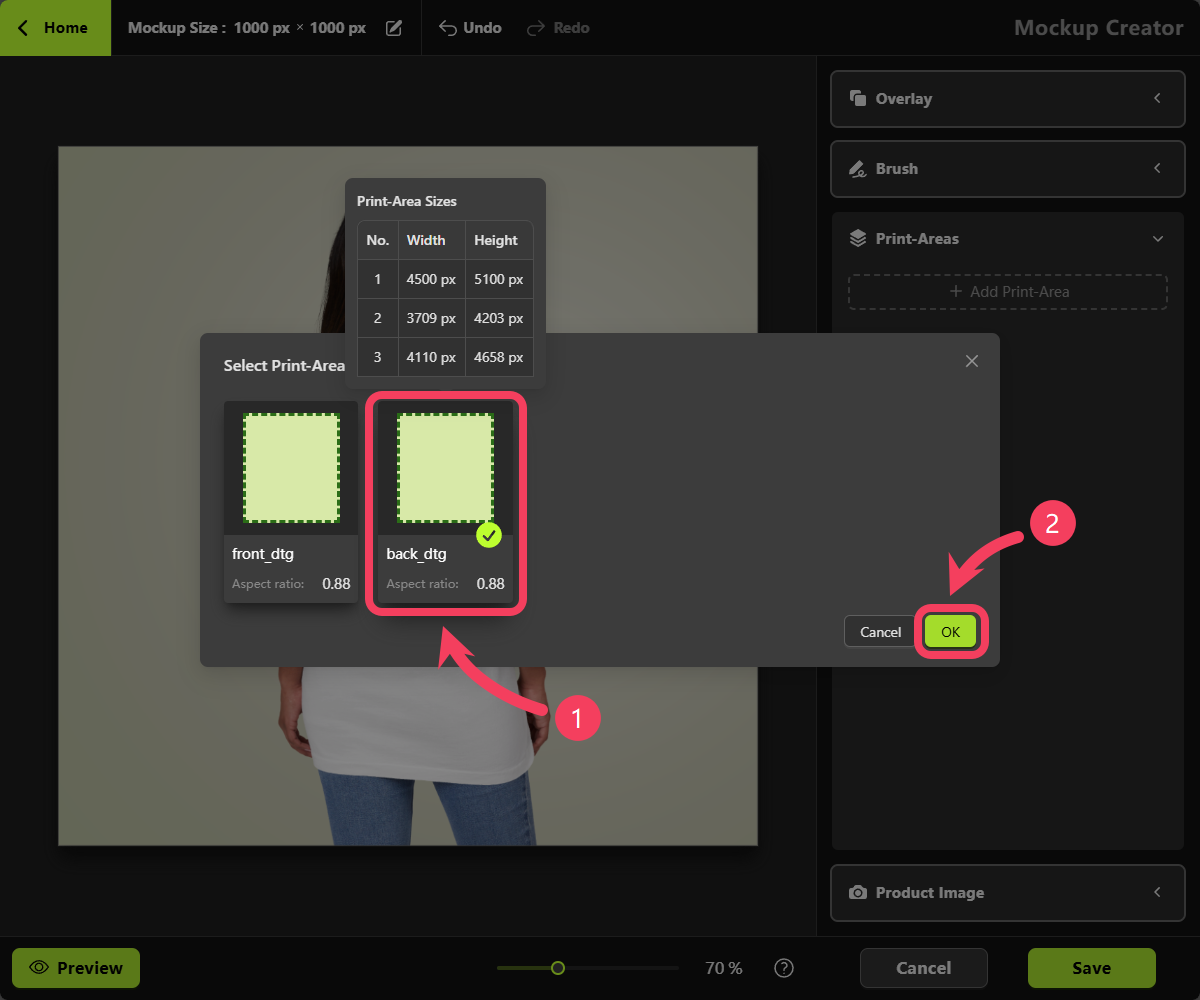 Home
Mockup Size : 1000 px × 1000 px
Undo
Redo
Mockup Creator
Overlay
Brush
Print-Areas
+ Add Print-Area
Print-Area Sizes
No. Width Height
1 4500 px 5100 px
2 3709 px 4203 px
3 4110 px 4658 px
Select Print-Area
front_dtg
Aspect ratio: 0.88
back_dtg
Aspect ratio: 0.88
2
Cancel
OK
1
Product Image
Preview
70 %
?
Cancel
Save